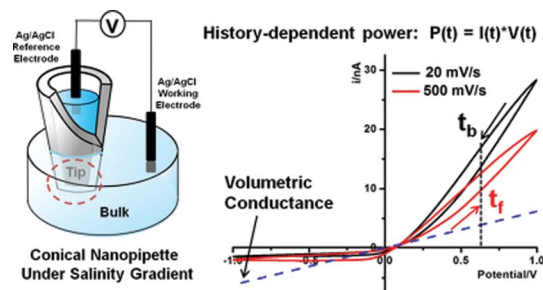 Ag/AgCl
Reference
Electrode
V
Ag/AgCl
Working
Electrode
Tip
Bulk
Conical Nanopipette
Under Salinity Gradient
History-dependent power: P(t) = I(t)*V(t)
i/nA
30
20
10
0
20 mV/s
500 mV/s
t_b
t_f
Volumetric
Conductance
-1.0
-0.5
0.5
1.0
Potential/V